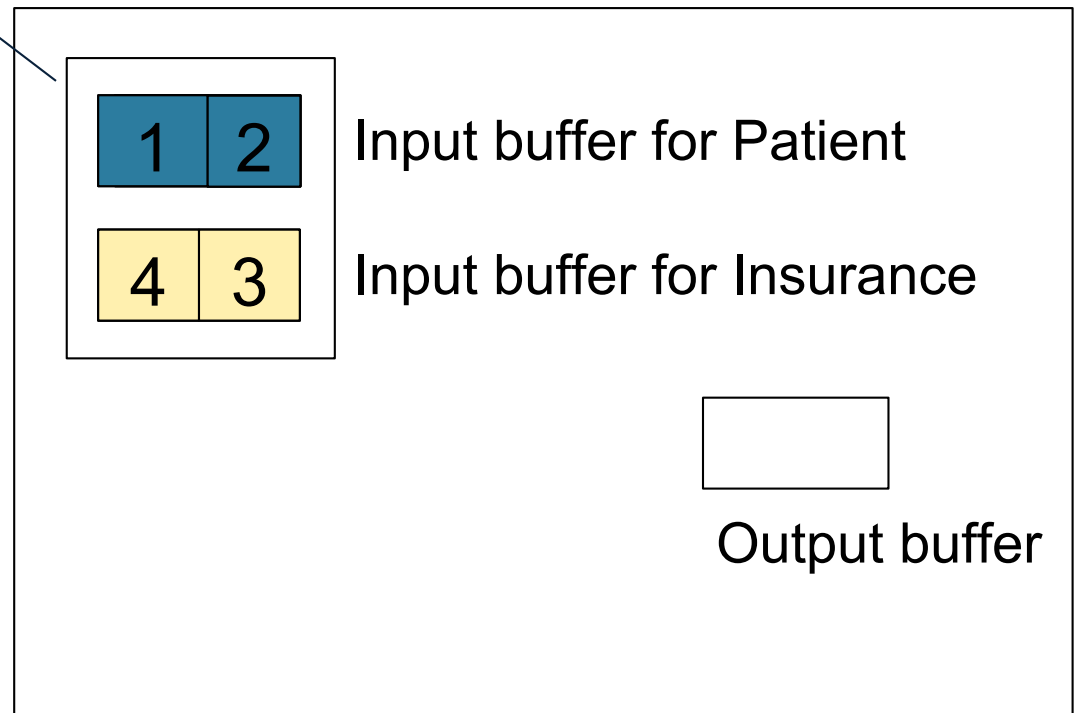 1 2 Input buffer for Patient
4 3 Input buffer for Insurance
Output buffer